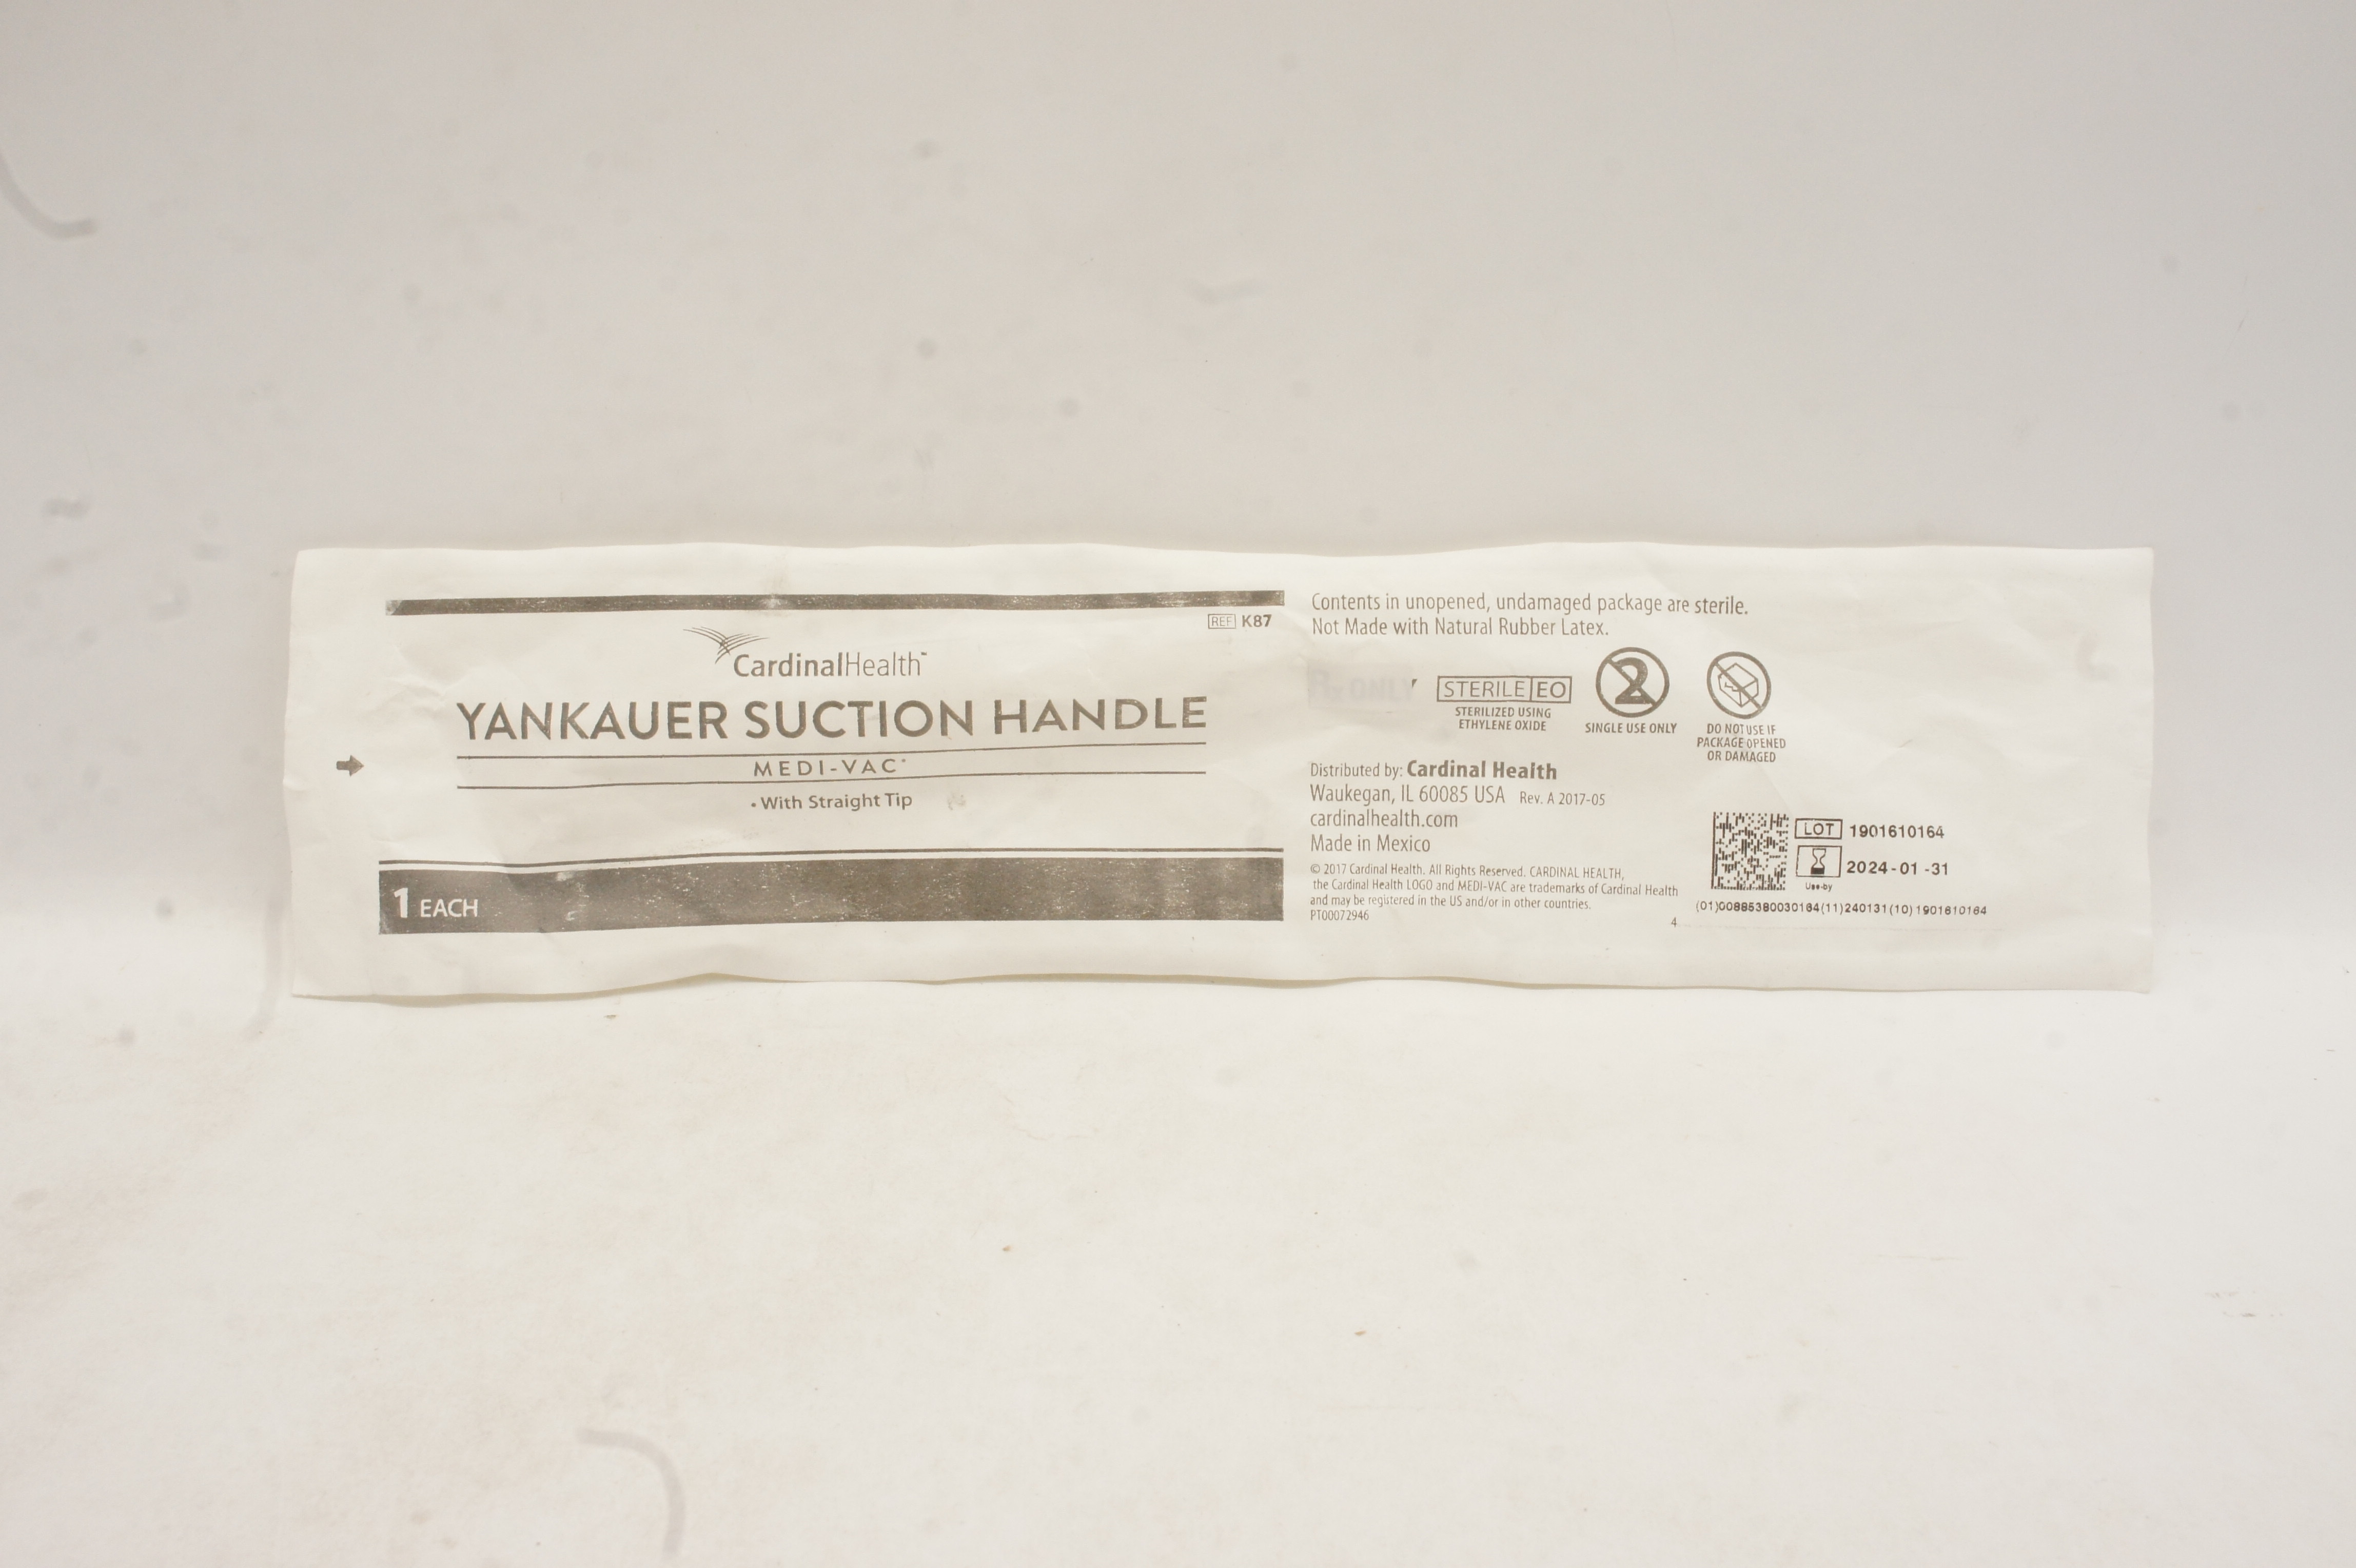 REF K87
CardinalHealth™
YANKAUER SUCTION HANDLE
MEDI-VAC
• With Straight Tip
1 EACH
Contents in unopened, undamaged package are sterile.
Not Made with Natural Rubber Latex.
ONLY
STERILE EO
STERILIZED USING
ETHYLENE OXIDE
2
SINGLE USE ONLY
DO NOT USE IF
PACKAGE OPENED
OR DAMAGED
Distributed by: Cardinal Health
Waukegan, IL 60085 USA Rev. A 2017-05
cardinalhealth.com
Made in Mexico
© 2017 Cardinal Health. All Rights Reserved. CARDINAL HEALTH,
the Cardinal Health LOGO and MEDI-VAC are trademarks of Cardinal Health
and may be registered in the US and/or in other countries.
PT00072946
4
LOT 1901610164
2024-01-31
Use-by
(01)00885380030164(11)240131(10)1901610164